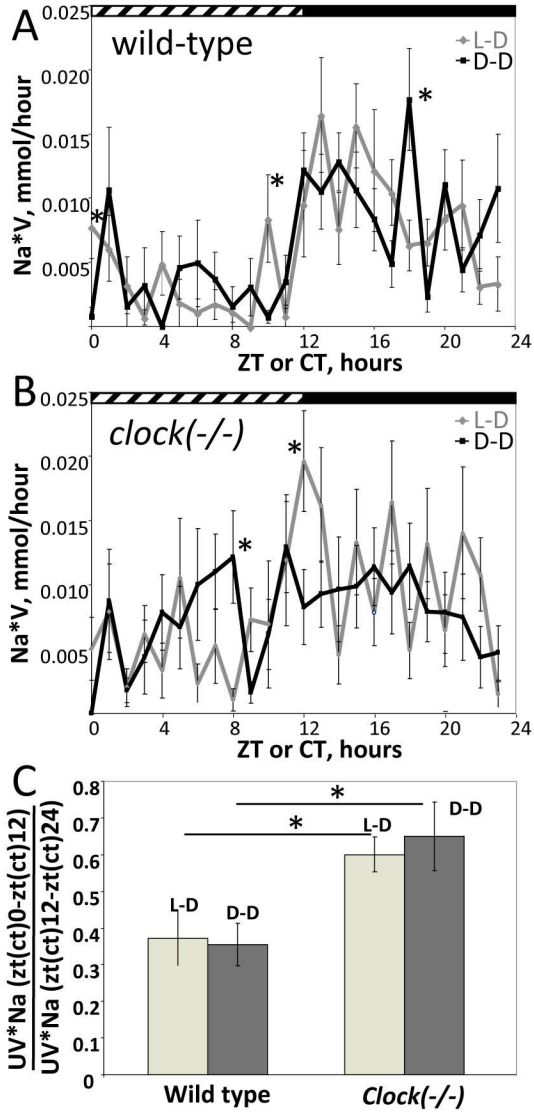 A
0.025
wild-type
L-D
D-D
0.020
*
*
0.015
0.010
*
0.005
Na*V, mmol/hour
0 4 8 12 16 20 24
ZT or CT, hours
B
0.025
clock(-/-)
L-D
D-D
0.020
*
0.015
*
0.010
0.005
Na*V, mmol/hour
0 4 8 12 16 20 24
ZT or CT, hours
C
0.8
0.7
*
D-D
L-D
*
0.6
0.5
L-D
D-D
0.4
0.3
0.2
0.1
0
UV*Na (zt(ct)0-zt(ct)12)
UV*Na (zt(ct)12-zt(ct)24)
Wild type Clock(-/-)